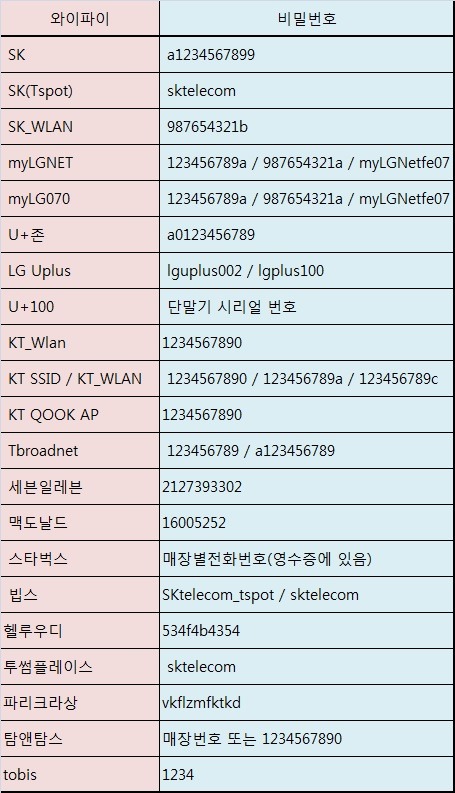 와이파이 비밀번호
SK a1234567899
SK(Tspot) sktelecom
SK_WLAN 987654321b
myLGNET 123456789a / 987654321a / myLGNetfe07
myLG070 123456789a / 987654321a / myLGNetfe07
U+존 a0123456789
LG Uplus lguplus002 / lgplus100
U+100 단말기 시리얼 번호
KT_Wlan 1234567890
KT SSID / KT_WLAN 1234567890 / 123456789a / 123456789c
KT QOOK AP 1234567890
Tbroadnet 123456789 / a123456789
세븐일레븐 2127393302
맥도날드 16005252
스타벅스 매장별전화번호(영수증에 있음)
빕스 SKtelecom_tspot / sktelecom
헬루우디 534f4b4354
투썸플레이스 sktelecom
파리크라상 vkflzmfktkd
탐앤탐스 매장번호 또는 1234567890
tobis 1234